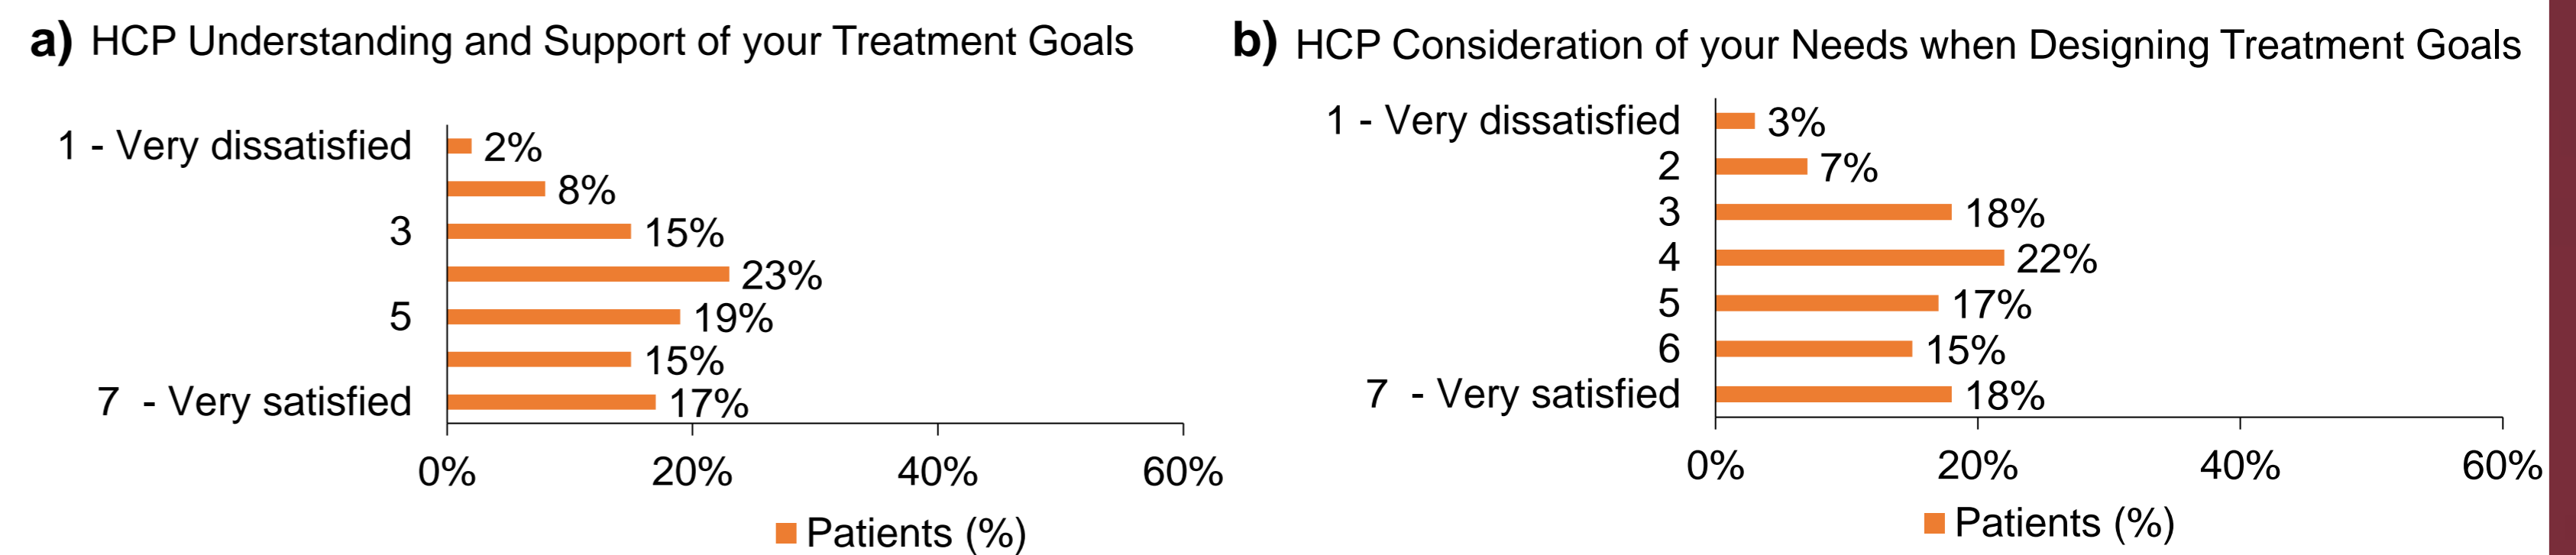 a) HCP Understanding and Support of your Treatment Goals
1 - Very dissatisfied 2%
8%
3 15%
23%
5 19%
15%
7 - Very satisfied 17%
0% 20% 40% 60%
Patients (%)
b) HCP Consideration of your Needs when Designing Treatment Goals
1 - Very dissatisfied 3%
2 7%
3 18%
4 22%
5 17%
6 15%
7 - Very satisfied 18%
0% 20% 40% 60%
Patients (%)